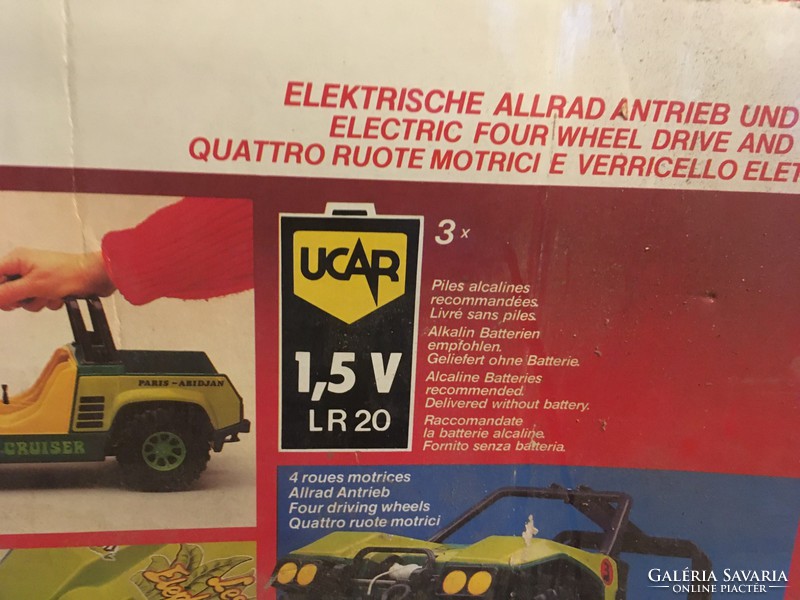 ELEKTRISCHE ALLRAD ANTRIEB UND
ELECTRIC FOUR WHEEL DRIVE AND
QUATTRO RUOTE MOTRICI E VERRICELLO ELET
UCAR
3x
1,5 V
LR 20
Piles alcalines
recommandées.
Livré sans piles.
Alkalin Batterien
empfohlen.
Geliefert ohne Batterie.
Alcaline Batteries
recommended.
Delivered without battery.
Raccomandate
la batterie alcaline.
Fornito senza batteria.
PARIS-ABIDJAN
CRUISER
4 roues motrices
Allrad Antrieb
Four driving wheels
Quattro ruote motrici
GALÉRIA SAVARIA
ONLINE PIACTÉR